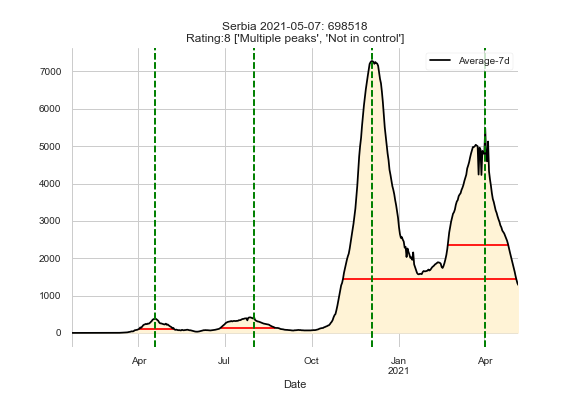 Serbia 2021-05-07: 698518
Rating:8 ['Multiple peaks', 'Not in control']
Average-7d
7000
6000
5000
4000
3000
2000
1000
0
Apr Jul Oct Jan Apr
2021
Date